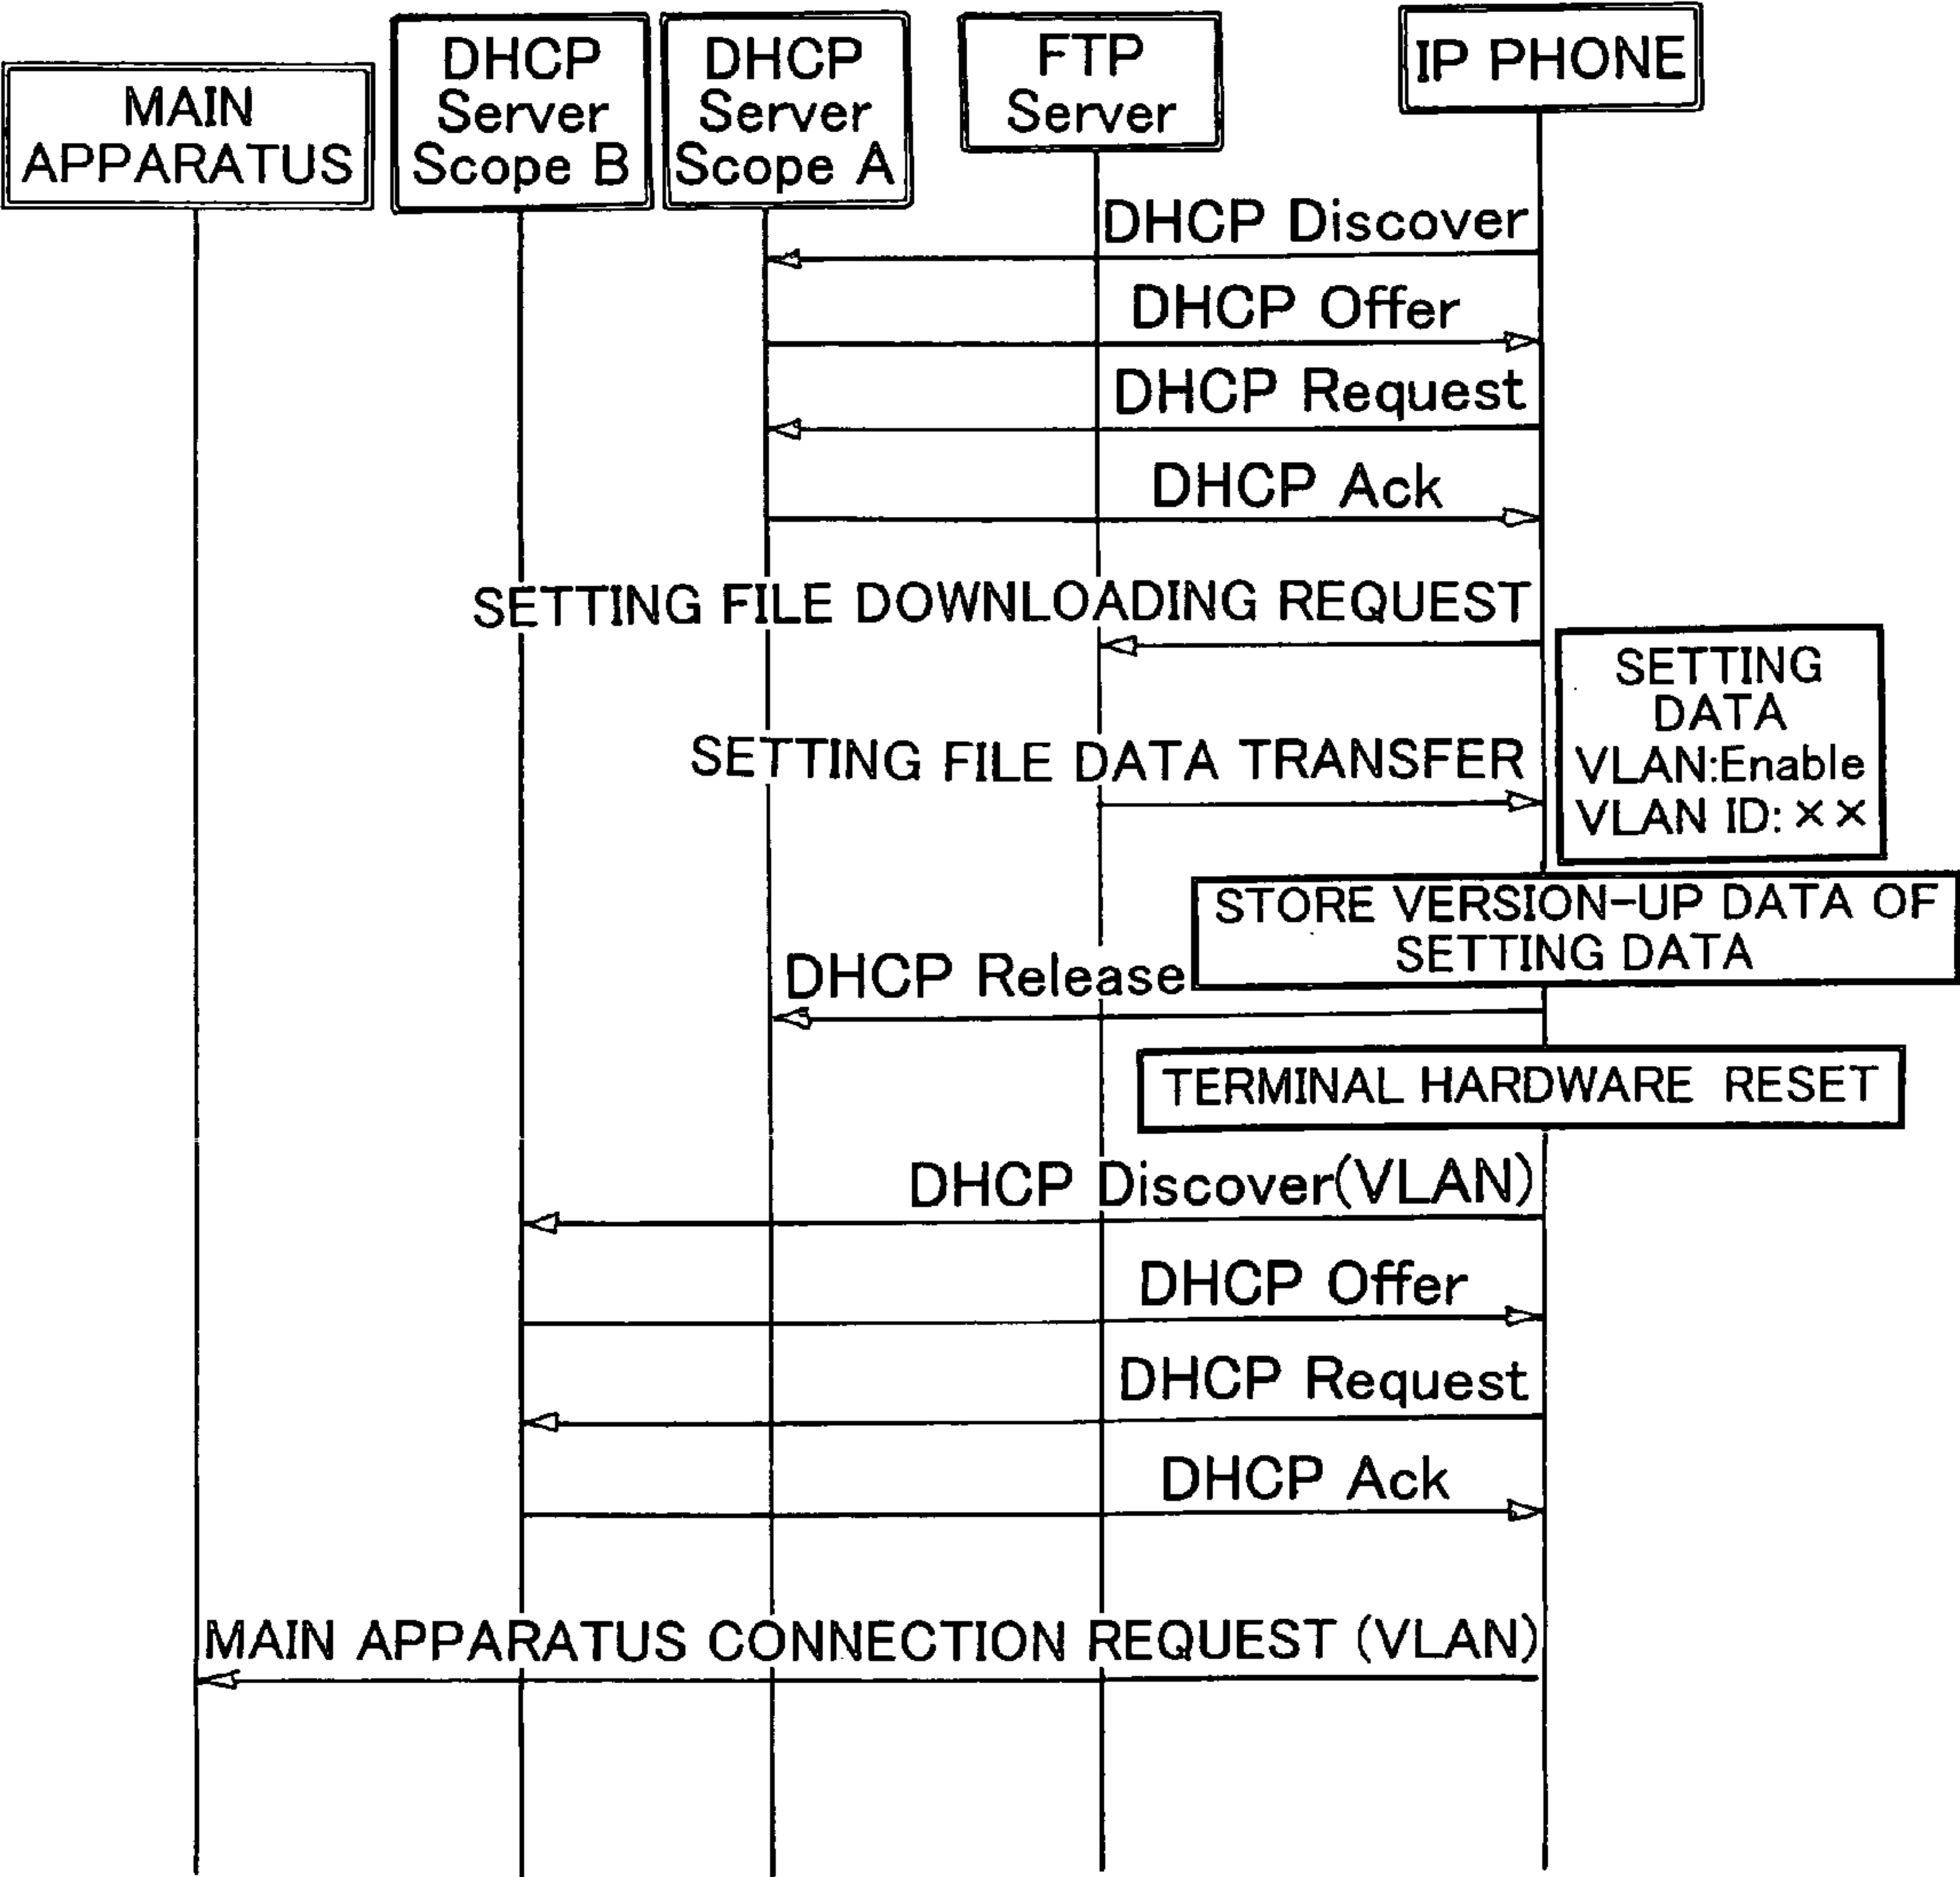 MAIN
APPARATUS
DHCP
Server
Scope B
DHCP
Server
Scope A
FTP
Server
IP PHONE
DHCP Discover
DHCP Offer
DHCP Request
DHCP Ack
SETTING FILE DOWNLOADING REQUEST
SETTING
DATA
VLAN:Enable
VLAN ID: ××
SETTING FILE DATA TRANSFER
STORE VERSION-UP DATA OF
SETTING DATA
DHCP Release
TERMINAL HARDWARE RESET
DHCP Discover(VLAN)
DHCP Offer
DHCP Request
DHCP Ack
MAIN APPARATUS CONNECTION REQUEST (VLAN)